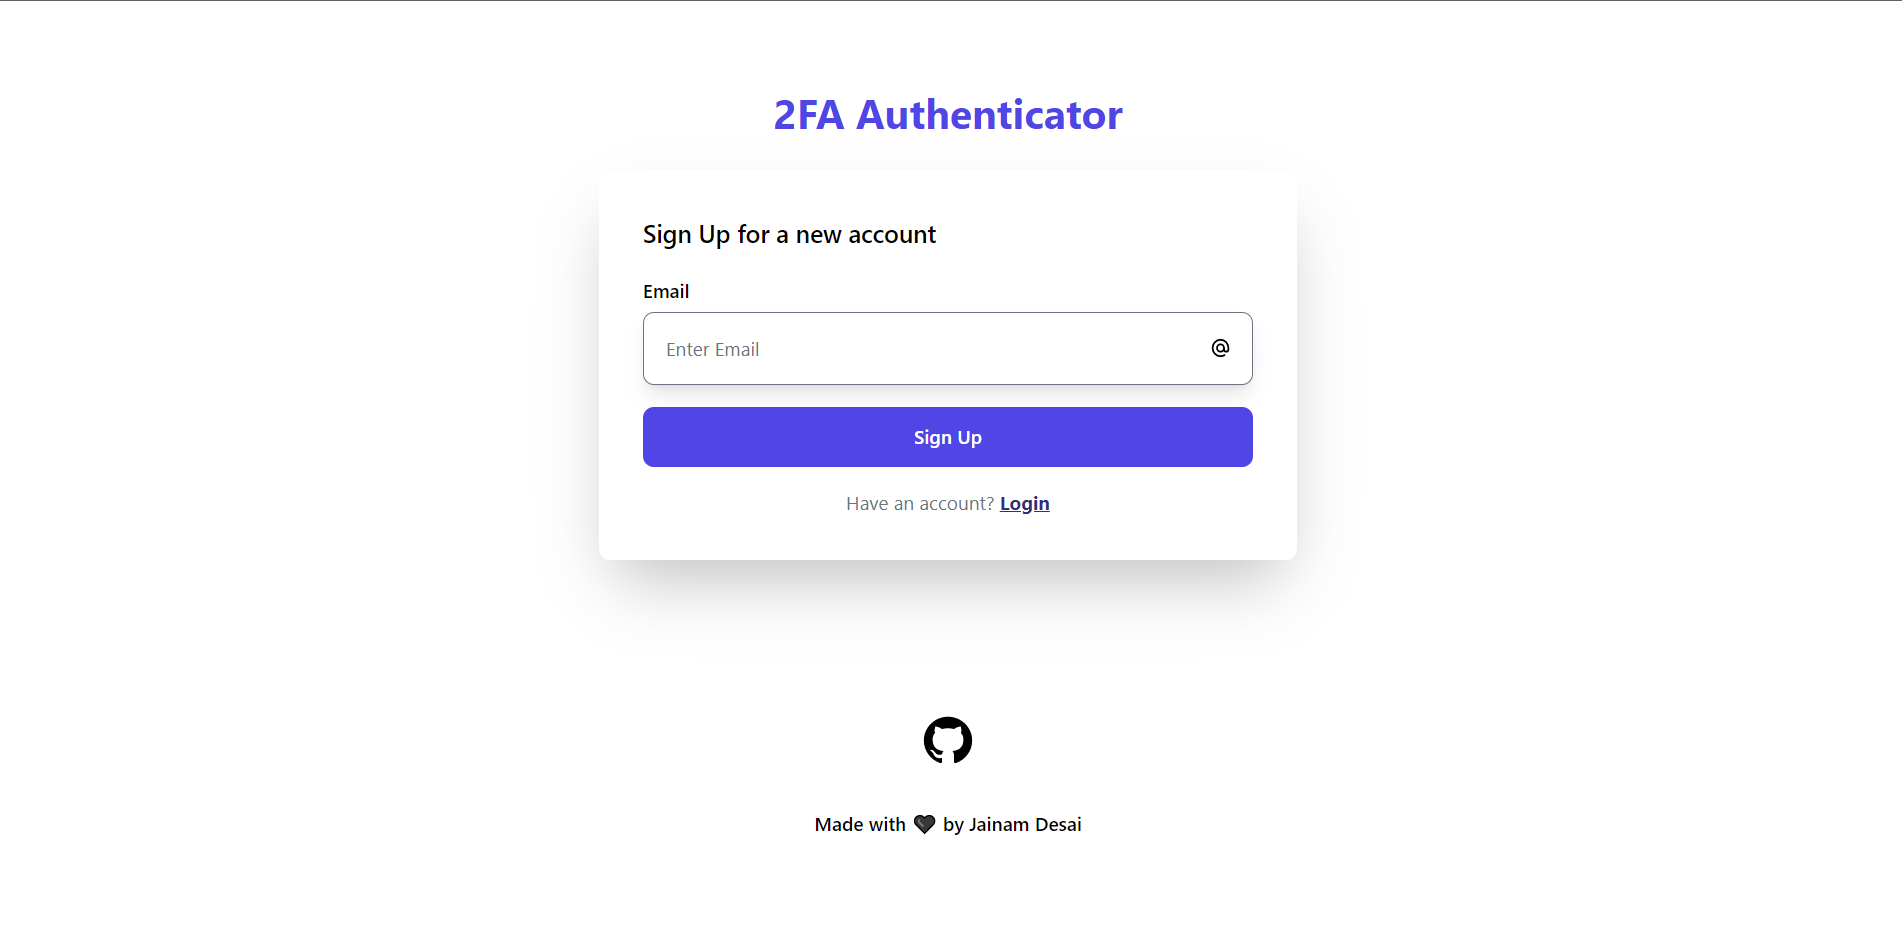 2FA Authenticator
Sign Up for a new account
Email
Enter Email @
Sign Up
Have an account? Login
Made with 🖤 by Jainam Desai